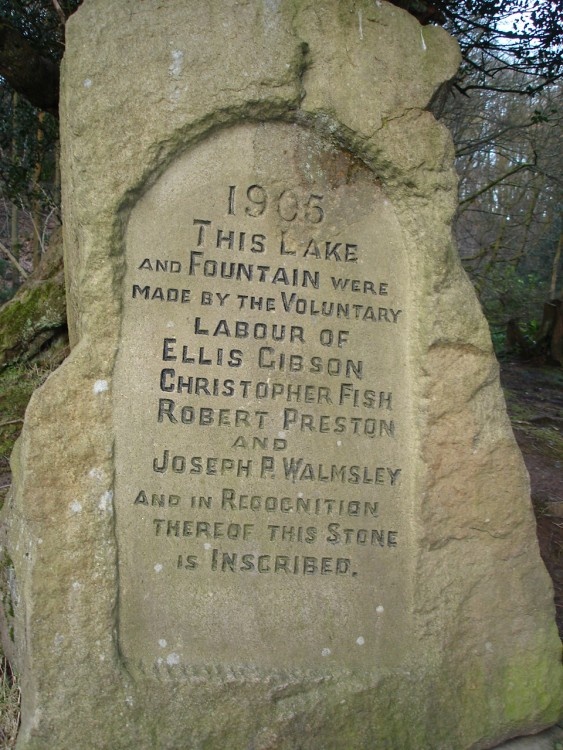 1905
THIS LAKE
AND FOUNTAIN WERE
MADE BY THE VOLUNTARY
LABOUR OF
ELLIS GIBSON
CHRISTOPHER FISH
ROBERT PRESTON
AND
JOSEPH P. WALMSLEY
AND IN RECOGNITION
THEREOF THIS STONE
IS INSCRIBED.